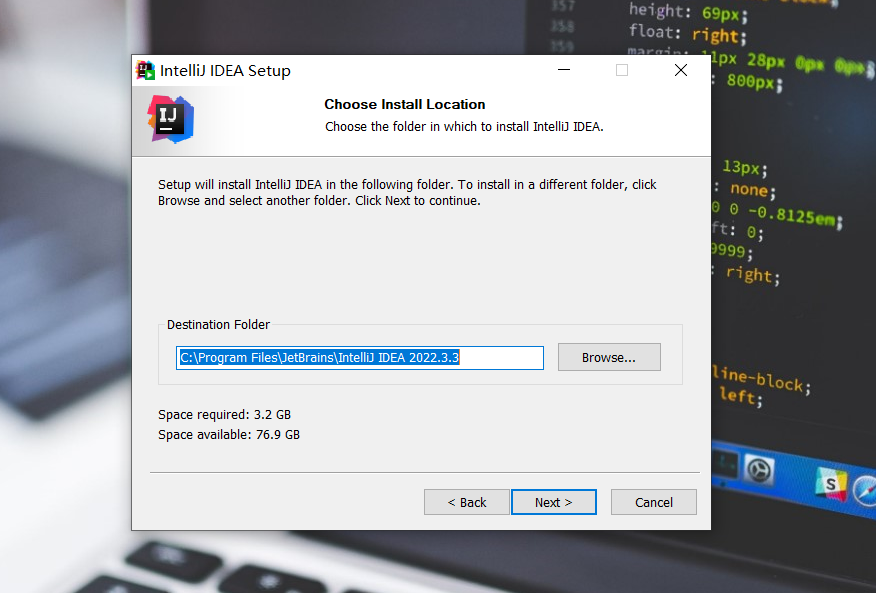 357
height: 69px;
358
float: right;
359
IntelliJ IDEA Setup
11px 28px 0px 0px;
: 800px;
IJ
Choose Install Location
Choose the folder in which to install IntelliJ IDEA.
13px;
Setup will install IntelliJ IDEA in the following folder. To install in a different folder, click
: none;
Browse and select another folder. Click Next to continue.
0 0 -0.8125em;
ft: 0;
9999;
: right;
Destination Folder
C:\Program Files\JetBrains\IntelliJ IDEA 2022.3.3
Browse...
line-block;
left;
Space required: 3.2 GB
Space available: 76.9 GB
S
< Back
Next >
Cancel